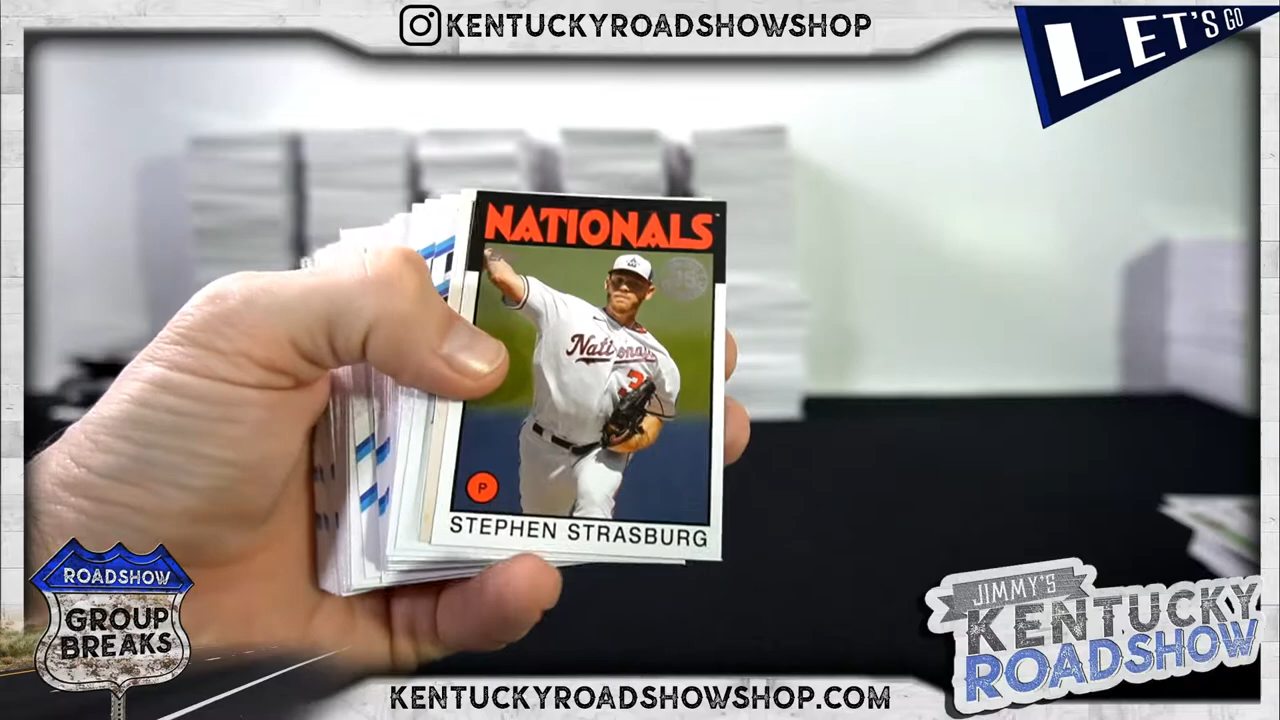 KENTUCKYROADSHOWSHOP
LET'S GO
NATIONALS
Nationals
P
STEPHEN STRASBURG
ROADSHOW
GROUP
BREAKS
JIMMY'S
KENTUCKY
ROADSHOW
KENTUCKYROADSHOWSHOP.COM